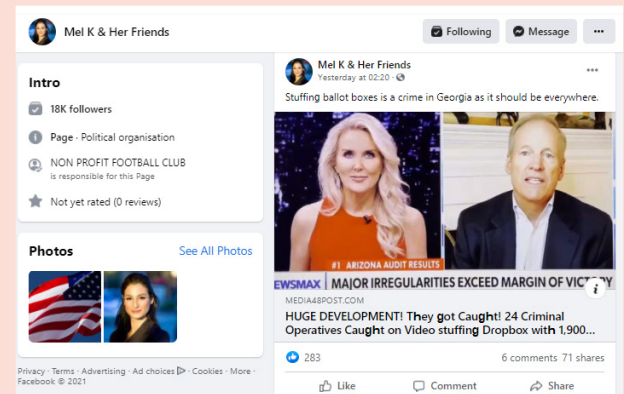 Mel K & Her Friends
Following
Message
Intro
18K followers
Page · Political organisation
NON PROFIT FOOTBALL CLUB
is responsible for this Page
Not yet rated (0 reviews)
Photos
See All Photos
Privacy · Terms · Advertising · Ad choices · Cookies · More ·
Facebook © 2021
Mel K & Her Friends
Yesterday at 02:20 ·
Stuffing ballot boxes is a crime in Georgia as it should be everywhere.
#1 ARIZONA AUDIT RESULTS
EWSMAX MAJOR IRREGULARITIES EXCEED MARGIN OF VICTORY
i
MEDIA48POST.COM
HUGE DEVELOPMENT! They got Caught! 24 Criminal
Operatives Caught on Video stuffing Dropbox with 1,900...
283
6 comments 71 shares
Like
Comment
Share